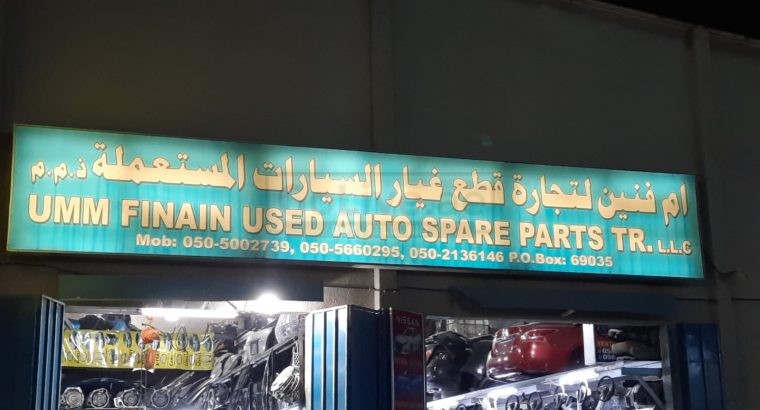 ام فنين لتجارة قطع غيار السيارات المستعملة ذ.م.م
UMM FINAIN USED AUTO SPARE PARTS TR. L.L.C
Mob: 050-5002739, 050-5660295, 050-2136146 P.O.Box: 69035
NISSAN